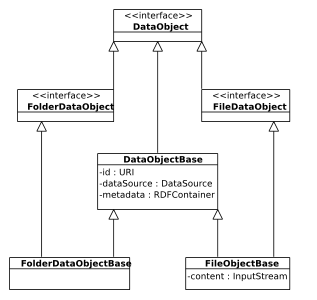 <<interface>>
DataObject
<<interface>>
FolderDataObject
<<interface>>
FileDataObject
DataObjectBase
-id : URI
-dataSource : DataSource
-metadata : RDFContainer
FolderDataObjectBase
FileObjectBase
-content : InputStream